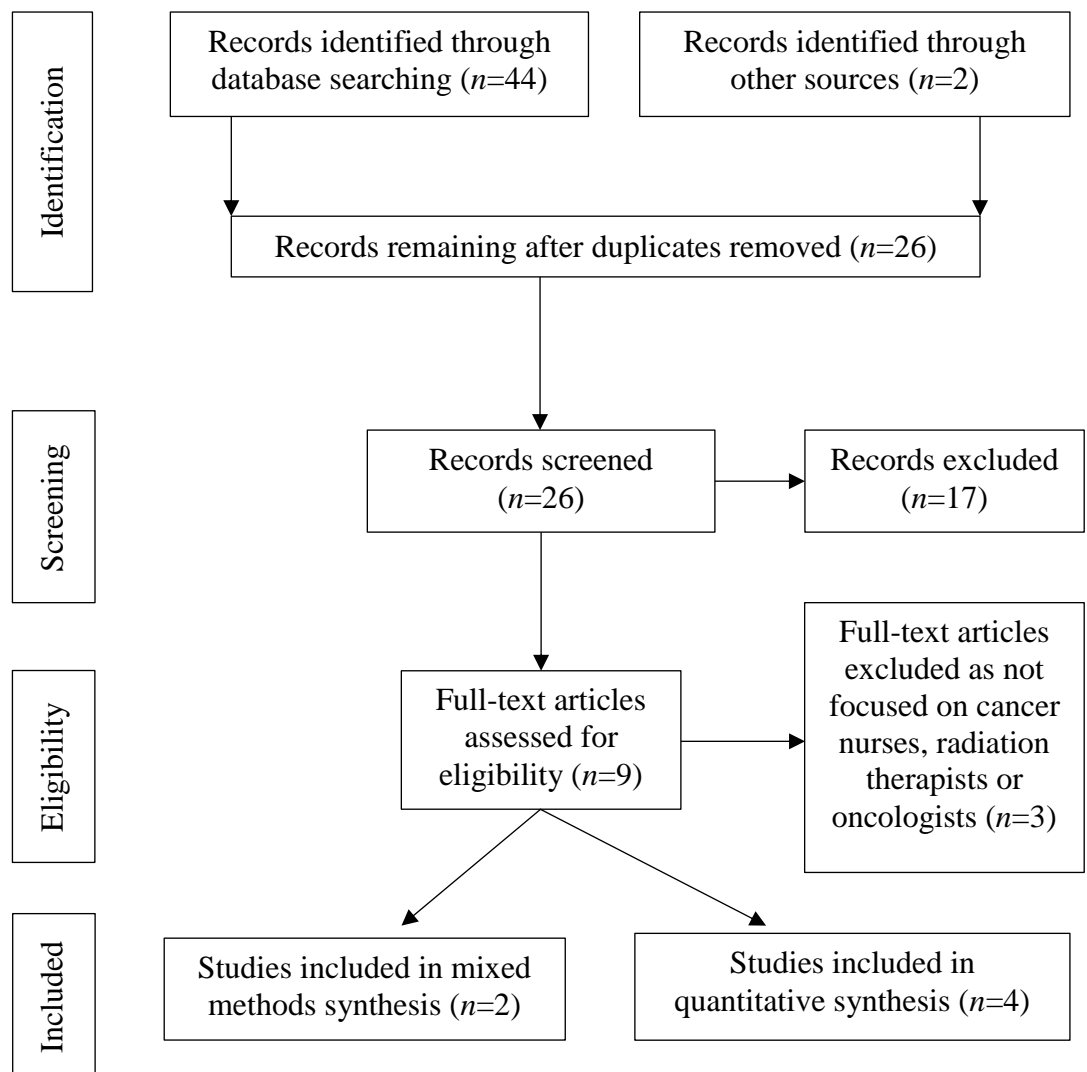 Identification
Records identified through
database searching (n=44)
Records identified through
other sources (n=2)
Records remaining after duplicates removed (n=26)
Screening
Records screened
(n=26)
Records excluded
(n=17)
Eligibility
Full-text articles
assessed for
eligibility (n=9)
Full-text articles
excluded as not
focused on cancer
nurses, radiation
therapists or
oncologists (n=3)
Included
Studies included in mixed
methods synthesis (n=2)
Studies included in
quantitative synthesis (n=4)